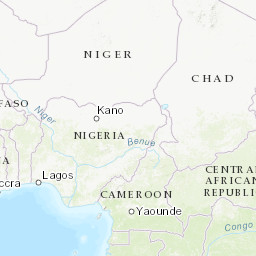 NIGER
CHAD
FASO
Niger
Kano
NIGERIA
Benue
Lagos
ccra
CENTRAL
AFRICAN
REPUBLIC
CAMEROON
Yaounde
Congo